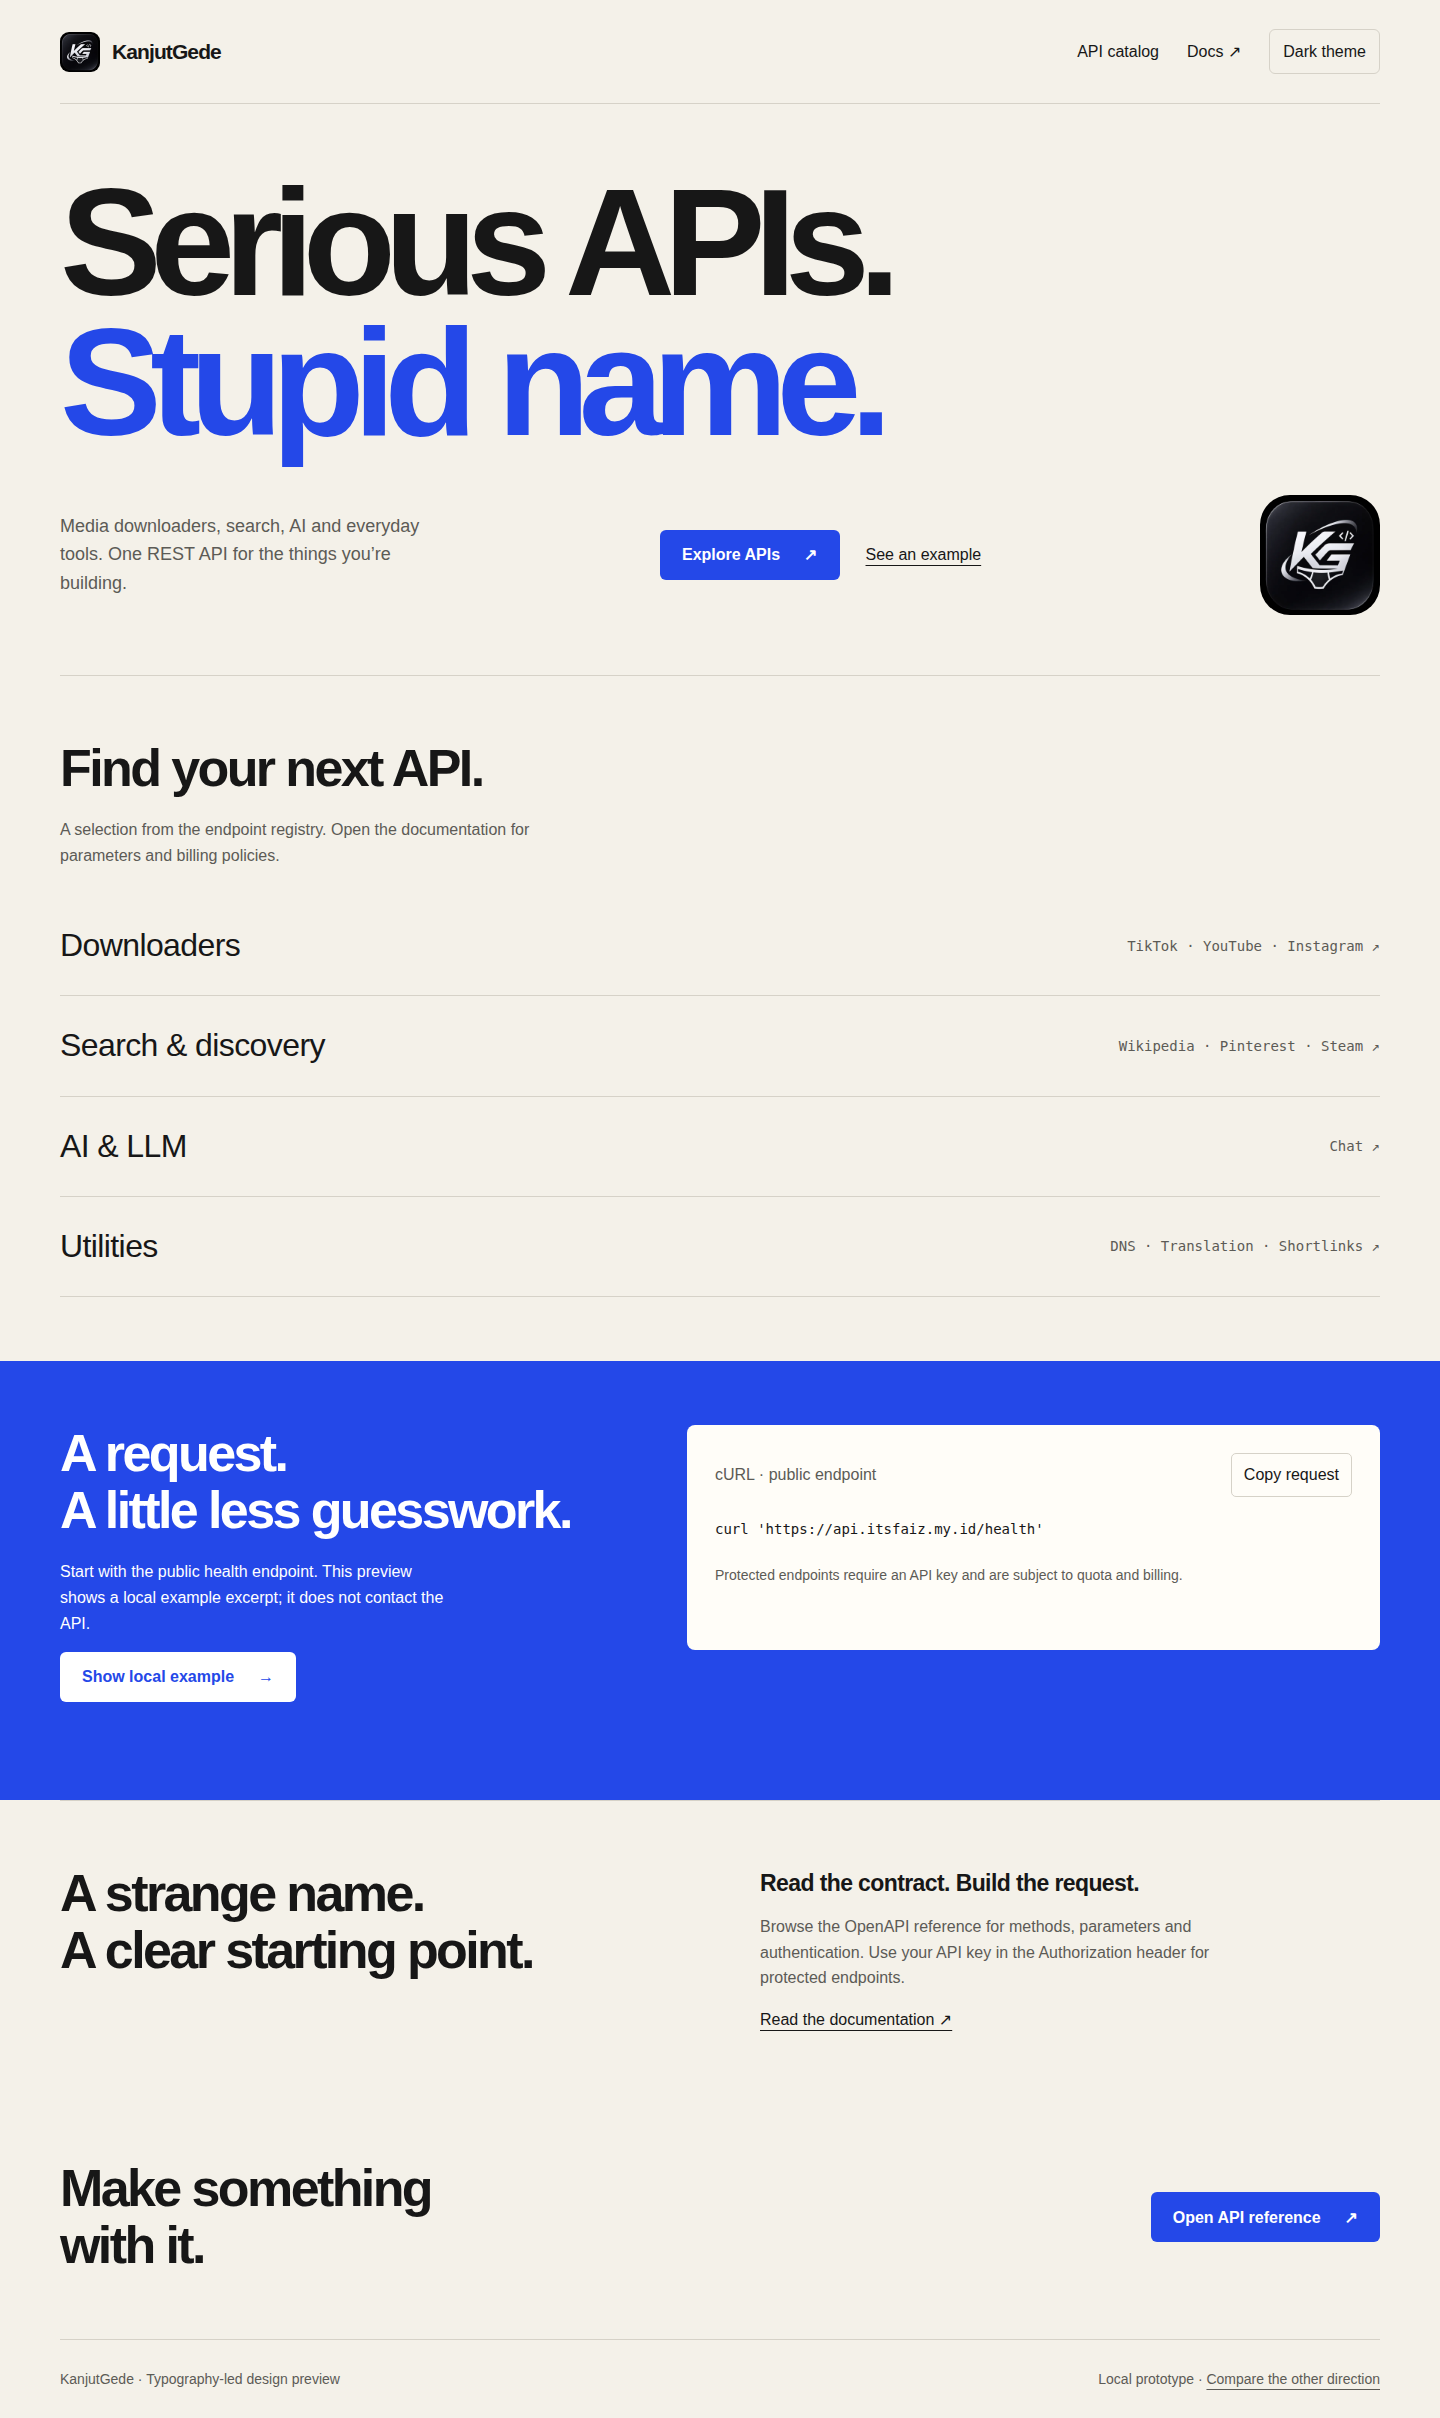 KG </>
KanjutGede
API catalog
Docs ↗
Dark theme
Serious APIs.
Stupid name.
Media downloaders, search, AI and everyday
tools. One REST API for the things you’re
building.
Explore APIs ↗
See an example
KG </>
Find your next API.
A selection from the endpoint registry. Open the documentation for
parameters and billing policies.
Downloaders
TikTok · YouTube · Instagram ↗
Search & discovery
Wikipedia · Pinterest · Steam ↗
AI & LLM
Chat ↗
Utilities
DNS · Translation · Shortlinks ↗
A request.
A little less guesswork.
Start with the public health endpoint. This preview
shows a local example excerpt; it does not contact the
API.
Show local example →
cURL · public endpoint
Copy request
curl 'https://api.itsfaiz.my.id/health'
Protected endpoints require an API key and are subject to quota and billing.
A strange name.
A clear starting point.
Read the contract. Build the request.
Browse the OpenAPI reference for methods, parameters and
authentication. Use your API key in the Authorization header for
protected endpoints.
Read the documentation ↗
Make something
with it.
Open API reference ↗
KanjutGede · Typography-led design preview
Local prototype · Compare the other direction